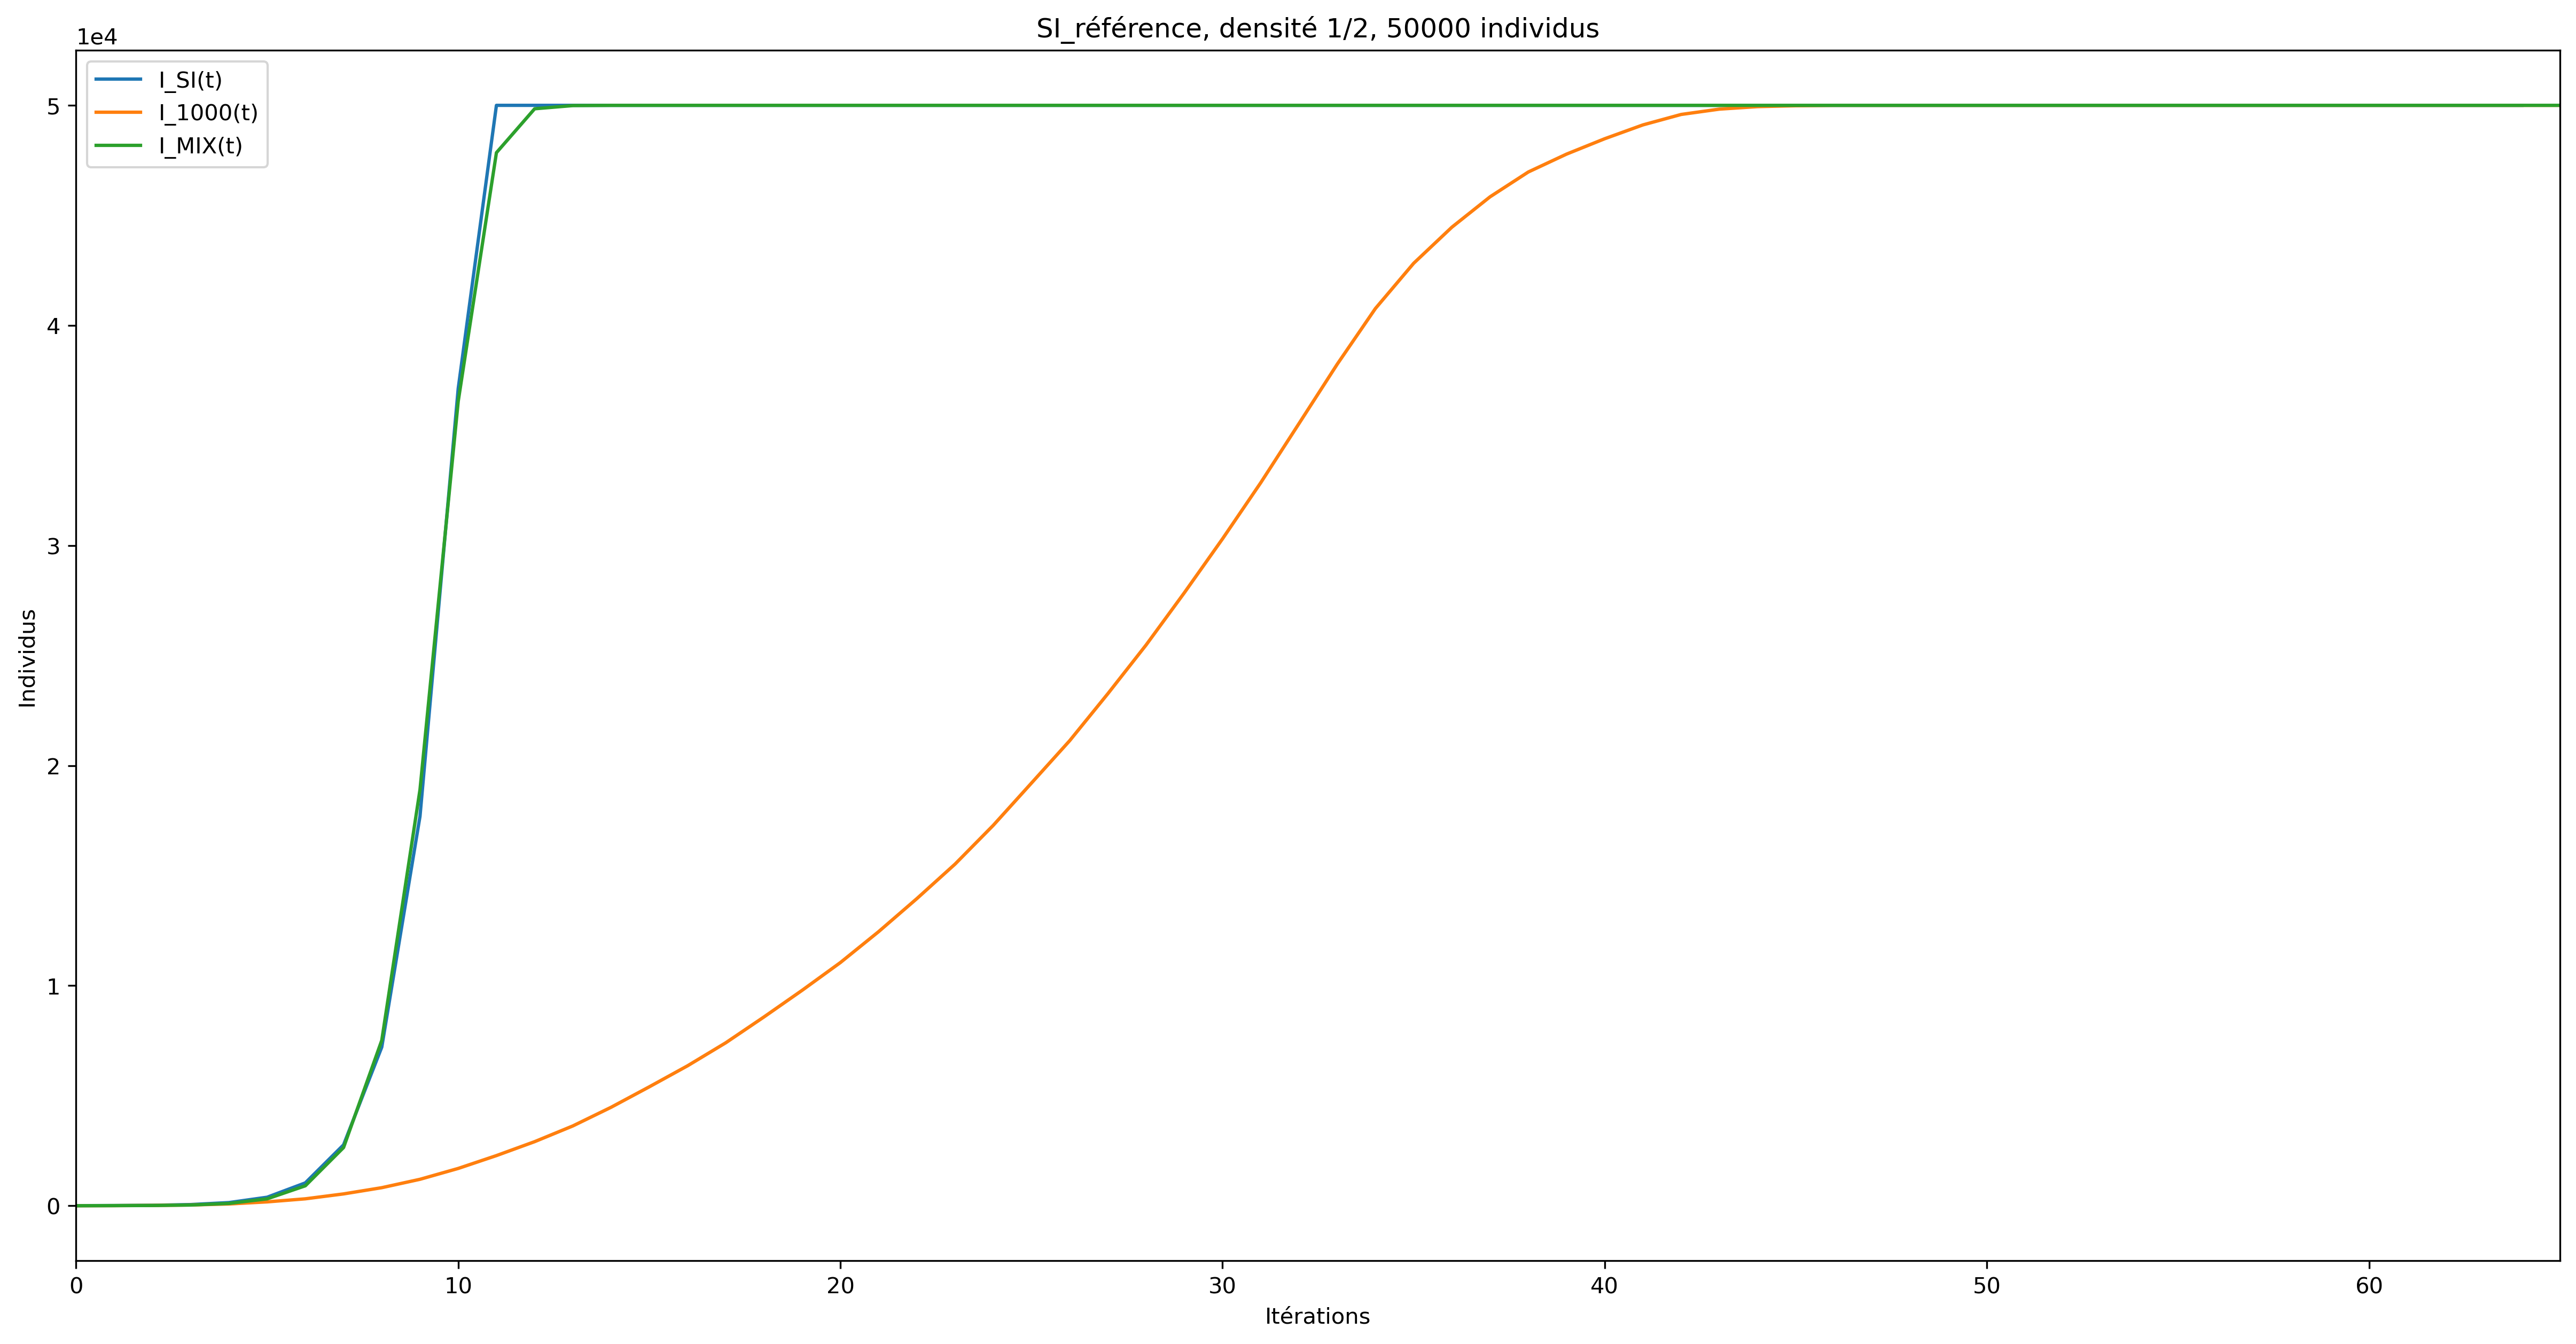 SI_référence, densité 1/2, 50000 individus
1e4
I_SI(t)
I_1000(t)
I_MIX(t)
5
4
3
2
1
0
Individus
0 10 20 30 40 50 60
Itérations